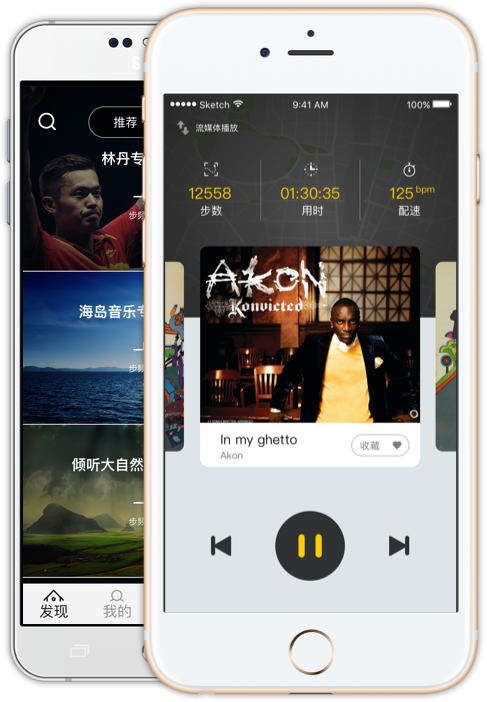 推荐
林丹专
步频
海岛音乐专
步频
倾听大自然
步频
发现 我的
Sketch 9:41 AM 100%
流媒体播放
12558 01:30:35 125 bpm
步数 用时 配速
AKON
Konvicted
In my ghetto
Akon
收藏